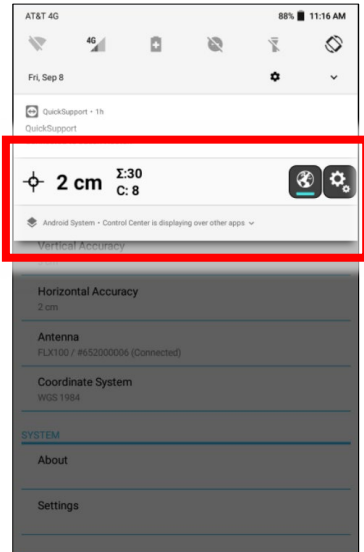 AT&T 4G 88% 11:16 AM
4G
Fri, Sep 8
QuickSupport • 1h
QuickSupport
2 cm Σ:30
C: 8
Android System • Control Center is displaying over other apps
Vertical Accuracy
Horizontal Accuracy
2 cm
Antenna
FLX100 / #652000006 (Connected)
Coordinate System
WGS 1984
SYSTEM
About
Settings